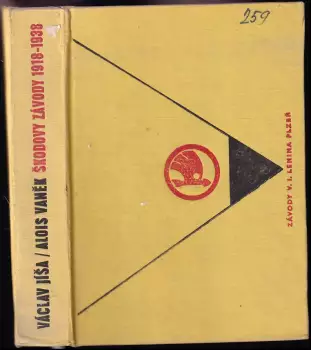 VÁCLAV JÍŠA / ALOIS VANĚK ŠKODOVY ZÁVODY 1918-1938
259
ZÁVODY V. I. LENINA PLZEŇ